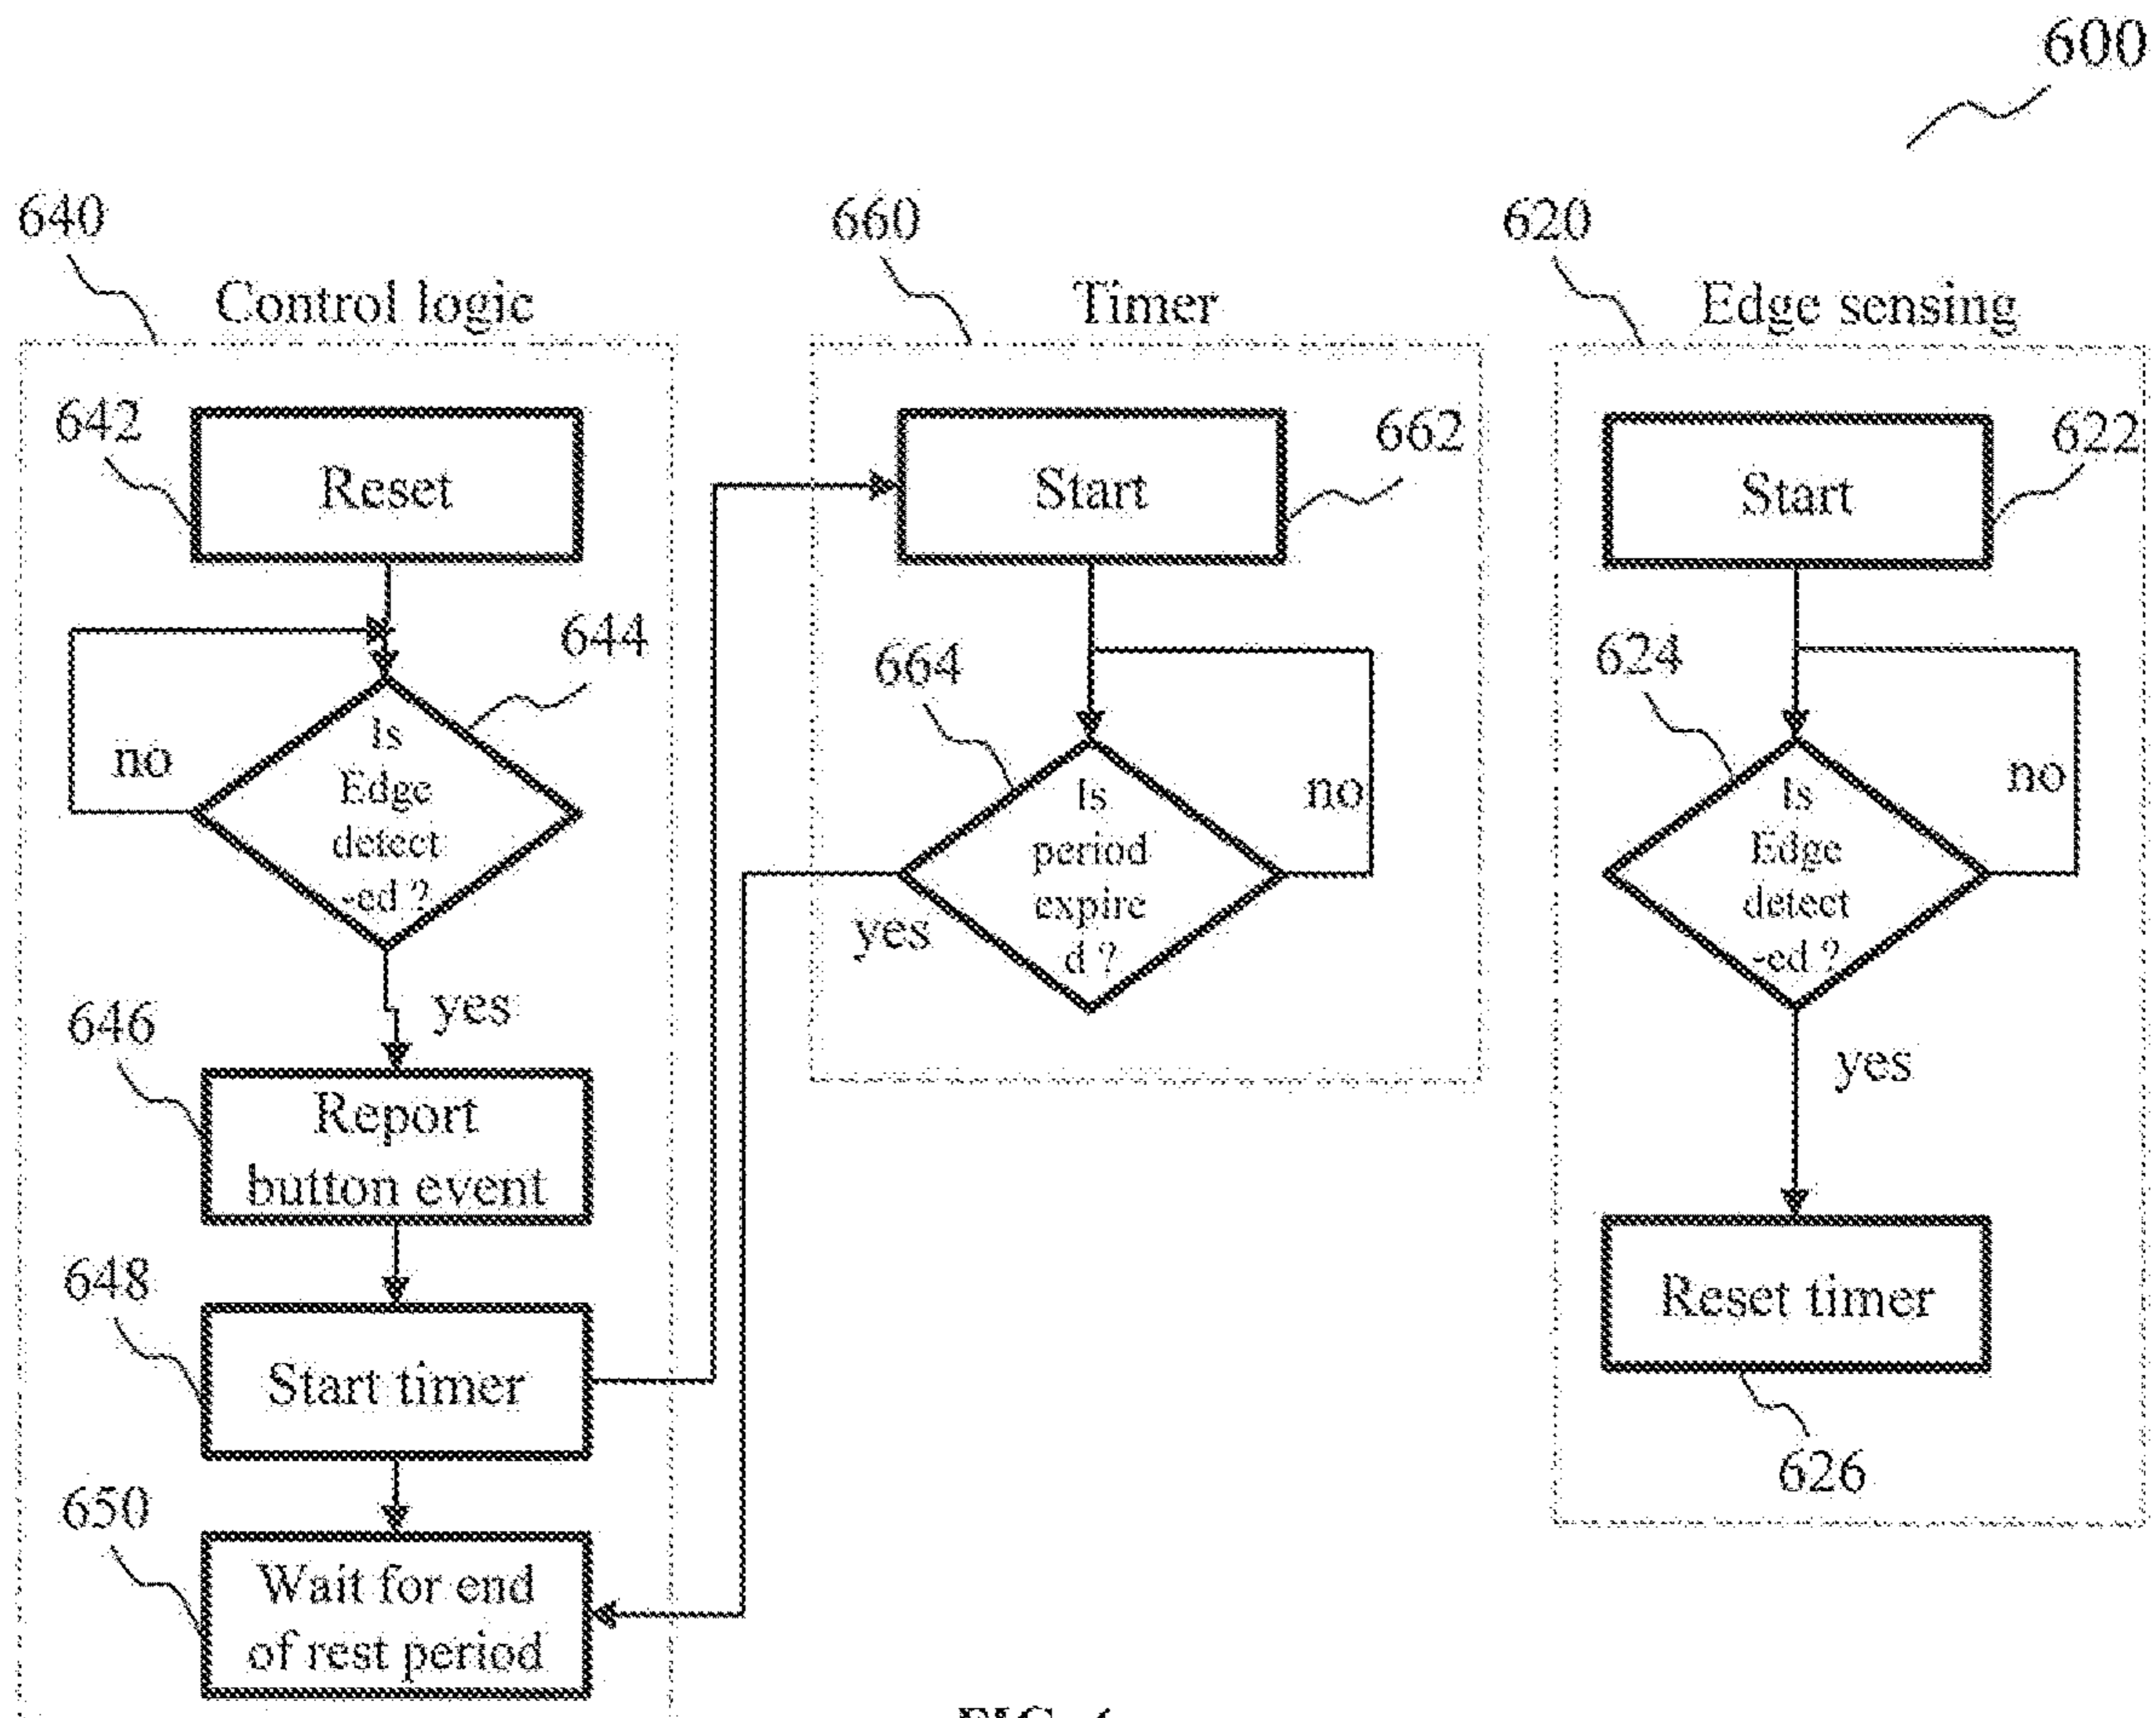 600
640
660
620
Control logic
Timer
Edge sensing
642
Reset
662
Start
622
Start
644
no
Is
Edge
detect
-ed ?
yes
664
no
Is
period
expire
d ?
yes
624
no
Is
Edge
detect
-ed ?
yes
646
Report
button event
648
Start timer
650
Wait for end
of rest period
Reset timer
626